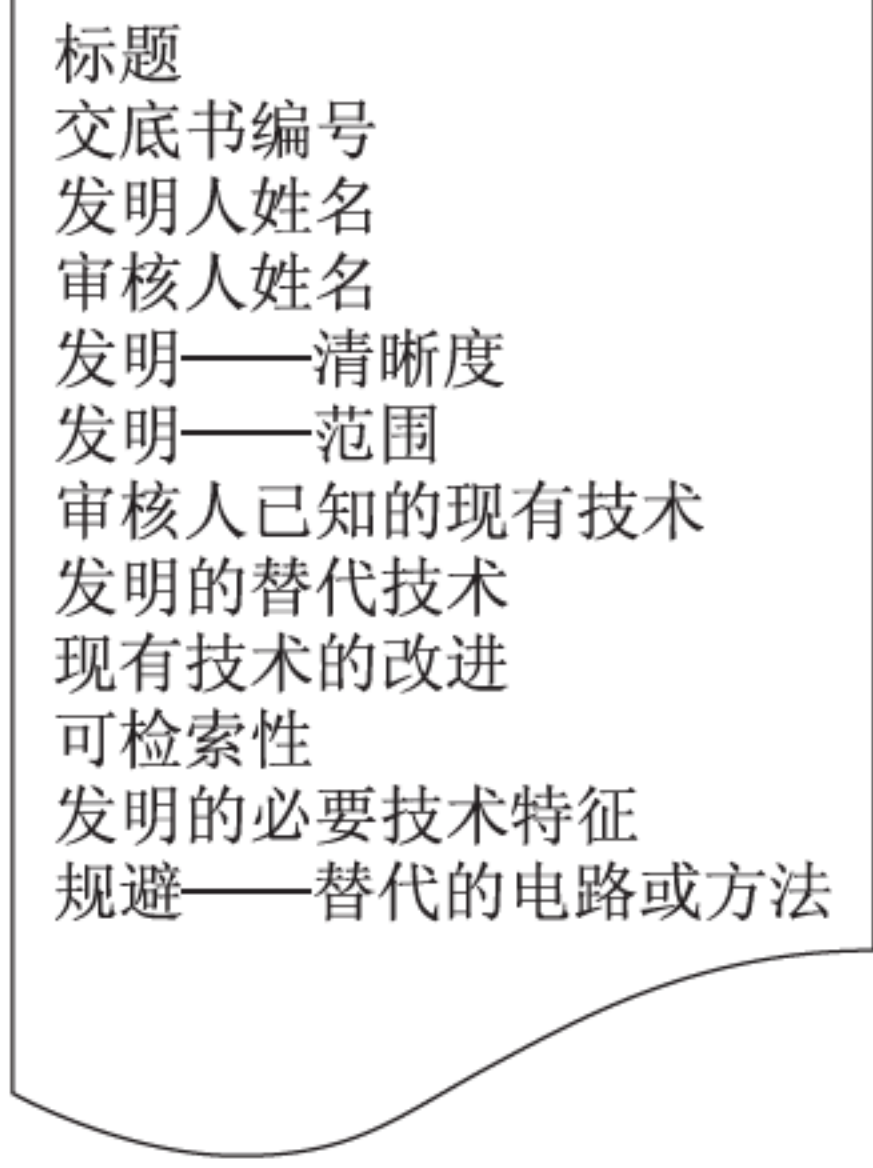 标题
交底书编号
发明人姓名
审核人姓名
发明——清晰度
发明——范围
审核人已知的现有技术
发明的替代技术
现有技术的改进
可检索性
发明的必要技术特征
规避——替代的电路或方法